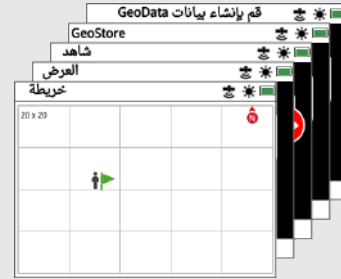 قم بإنشاء بيانات GeoData
GeoStore
شاهد
العرض
خريطة
20 x 20
N